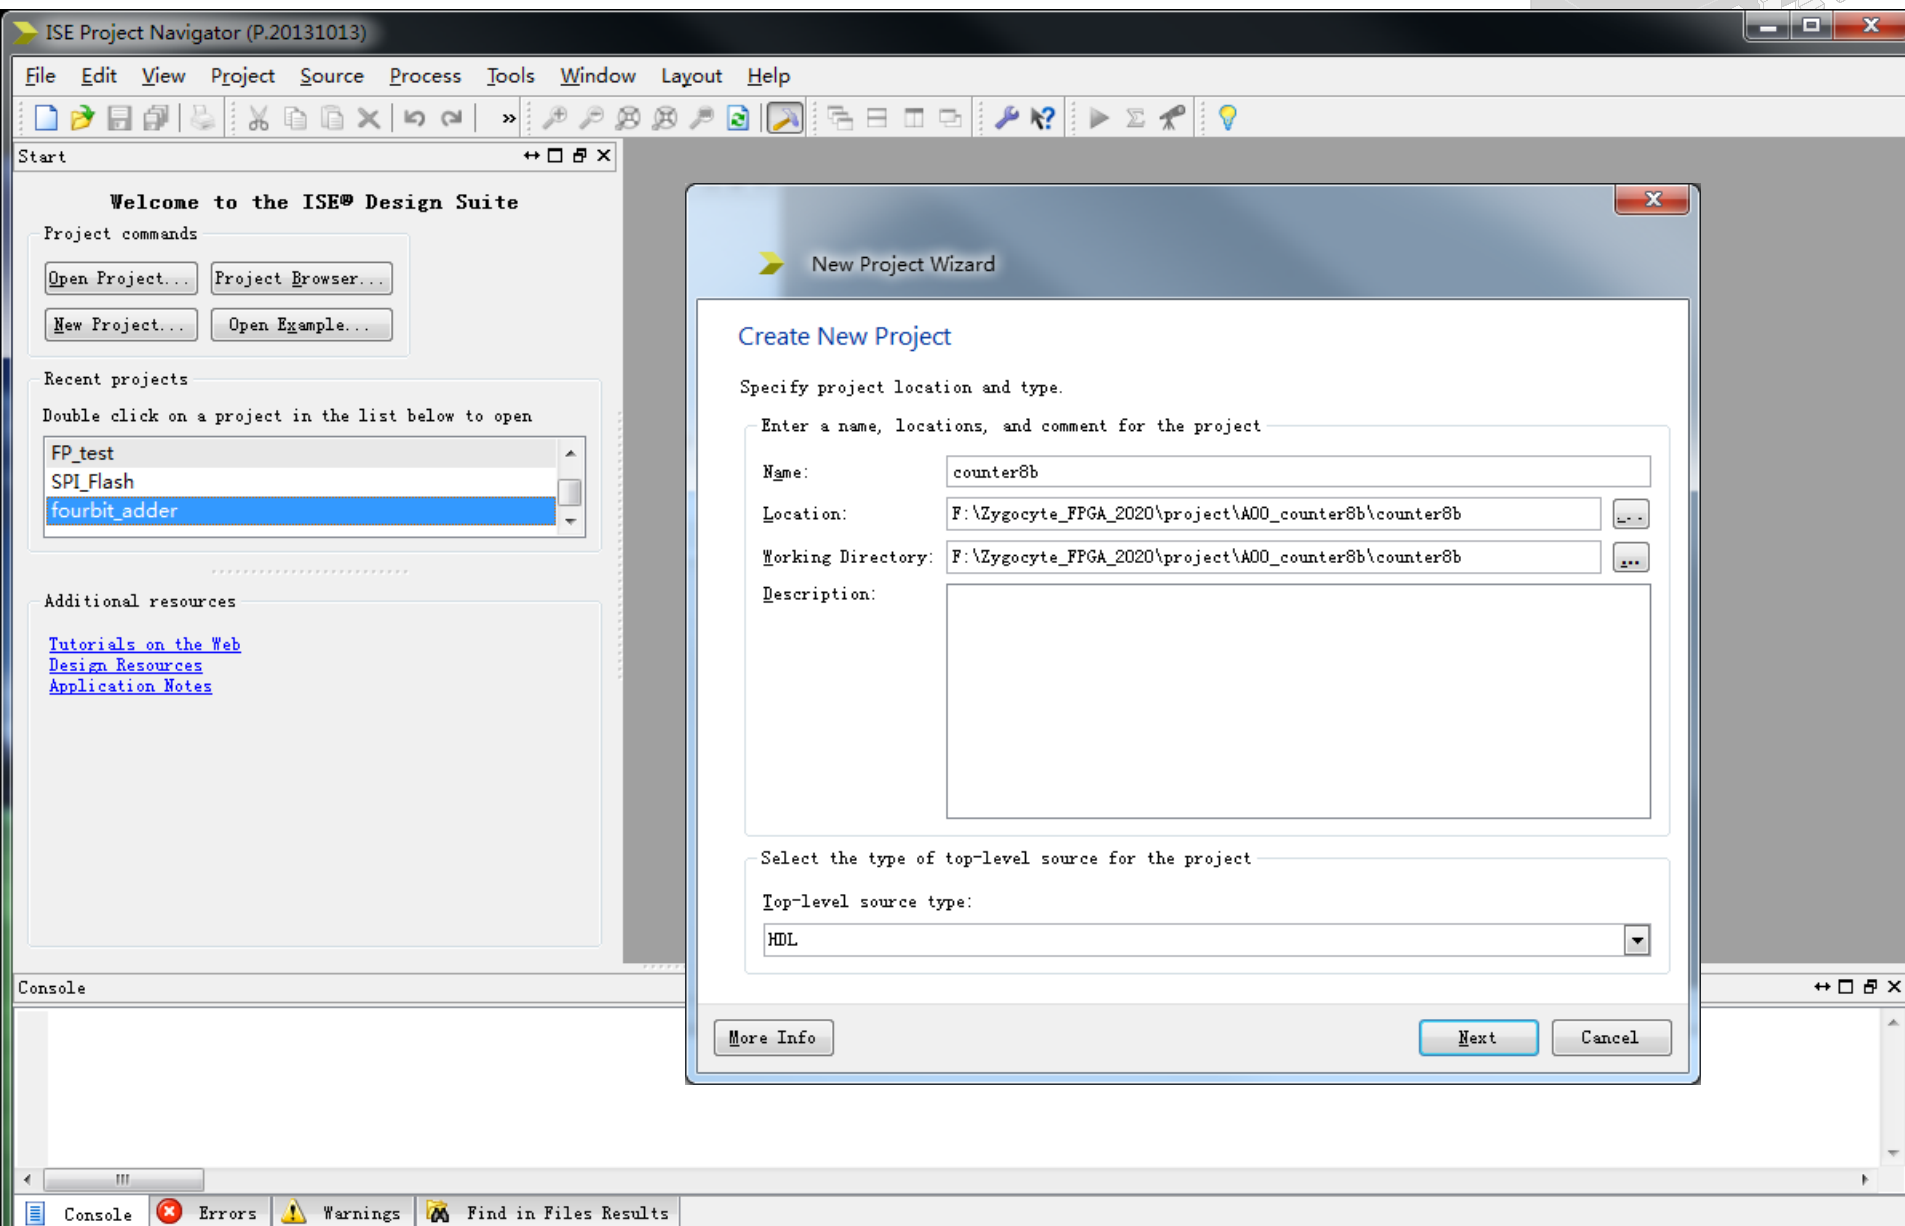 ISE Project Navigator (P.20131013)
File Edit View Project Source Process Tools Window Layout Help
»
Start
Welcome to the ISE® Design Suite
Project commands
Open Project... Project Browser...
New Project... Open Example...
Recent projects
Double click on a project in the list below to open
FP_test
SPI_Flash
fourbit_adder
Additional resources
Tutorials on the Web
Design Resources
Application Notes
New Project Wizard
Create New Project
Specify project location and type.
Enter a name, locations, and comment for the project
Name: counter8b
Location: F:\Zygocyte_FPGA_2020\project\A00_counter8b\counter8b ...
Working Directory: F:\Zygocyte_FPGA_2020\project\A00_counter8b\counter8b ...
Description:
Select the type of top-level source for the project
Top-level source type:
HDL
More Info Next Cancel
Console
Console Errors Warnings Find in Files Results